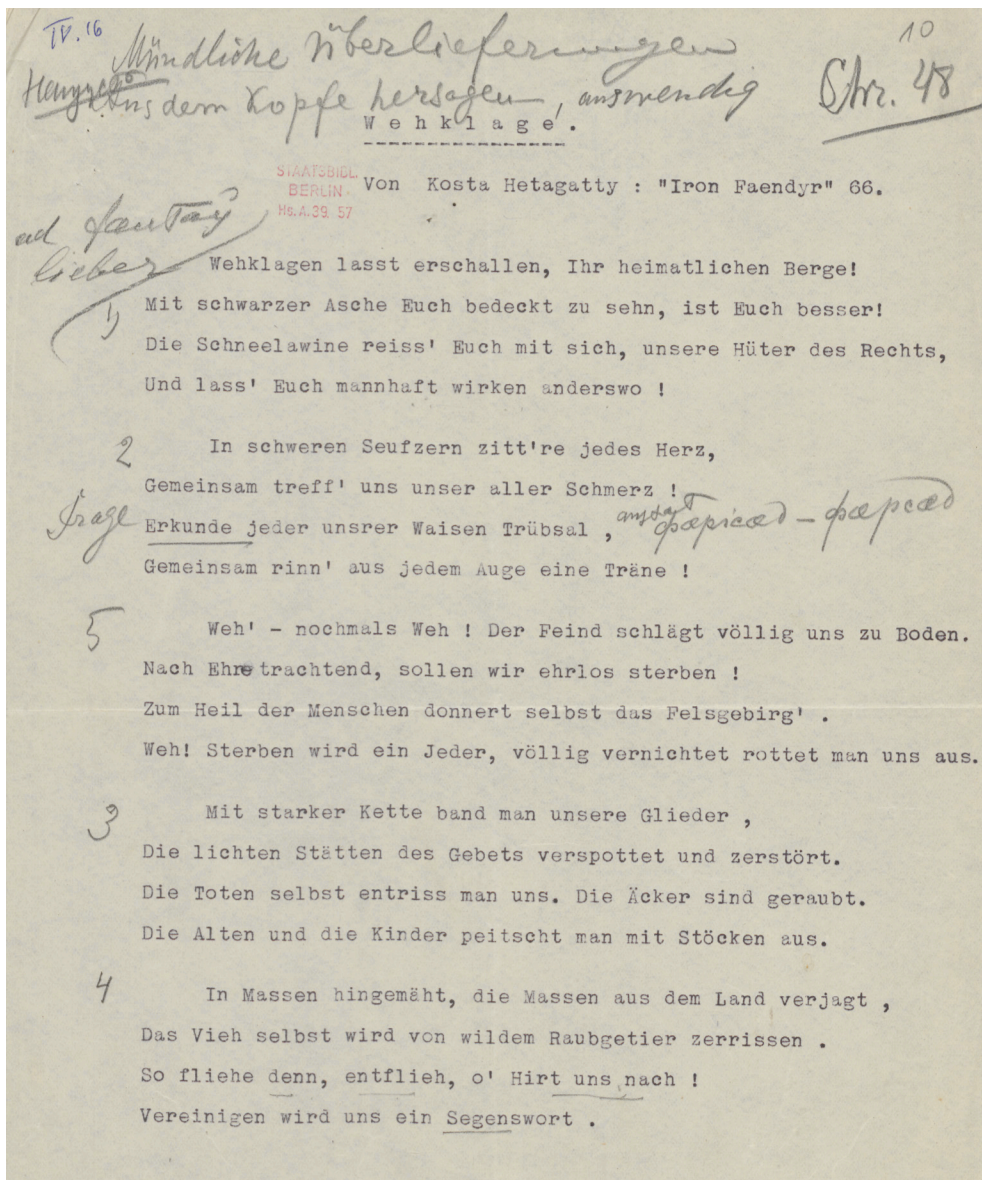 IV.16
10
Mündliche Überlieferungen
Aus dem Kopfe hersagen, auswendig
Str. 48
Wehklage.
STAATSBIBL.
BERLIN
Hs.A.39. 57
Von Kosta Hetagatty : "Iron Faendyr" 66.
ad
lieber
Wehklagen lasst erschallen, Ihr heimatlichen Berge!
1)
Mit schwarzer Asche Euch bedeckt zu sehn, ist Euch besser!
Die Schneelawine reiss' Euch mit sich, unsere Hüter des Rechts,
Und lass' Euch mannhaft wirken anderswo !
2 In schweren Seufzern zitt're jedes Herz,
Gemeinsam treff' uns unser aller Schmerz !
frage Erkunde jeder unsrer Waisen Trübsal , anstatt фæрiсæд – фæрсæд
Gemeinsam rinn' aus jedem Auge eine Träne !
5 Weh' - nochmals Weh ! Der Feind schlägt völlig uns zu Boden.
Nach Ehre trachtend, sollen wir ehrlos sterben !
Zum Heil der Menschen donnert selbst das Felsgebirg' .
Weh! Sterben wird ein Jeder, völlig vernichtet rottet man uns aus.
3 Mit starker Kette band man unsere Glieder ,
Die lichten Stätten des Gebets verspottet und zerstört.
Die Toten selbst entriss man uns. Die Äcker sind geraubt.
Die Alten und die Kinder peitscht man mit Stöcken aus.
4 In Massen hingemäht, die Massen aus dem Land verjagt ,
Das Vieh selbst wird von wildem Raubgetier zerrissen .
So fliehe denn, entflieh, o' Hirt uns nach !
Vereinigen wird uns ein Segenswort .